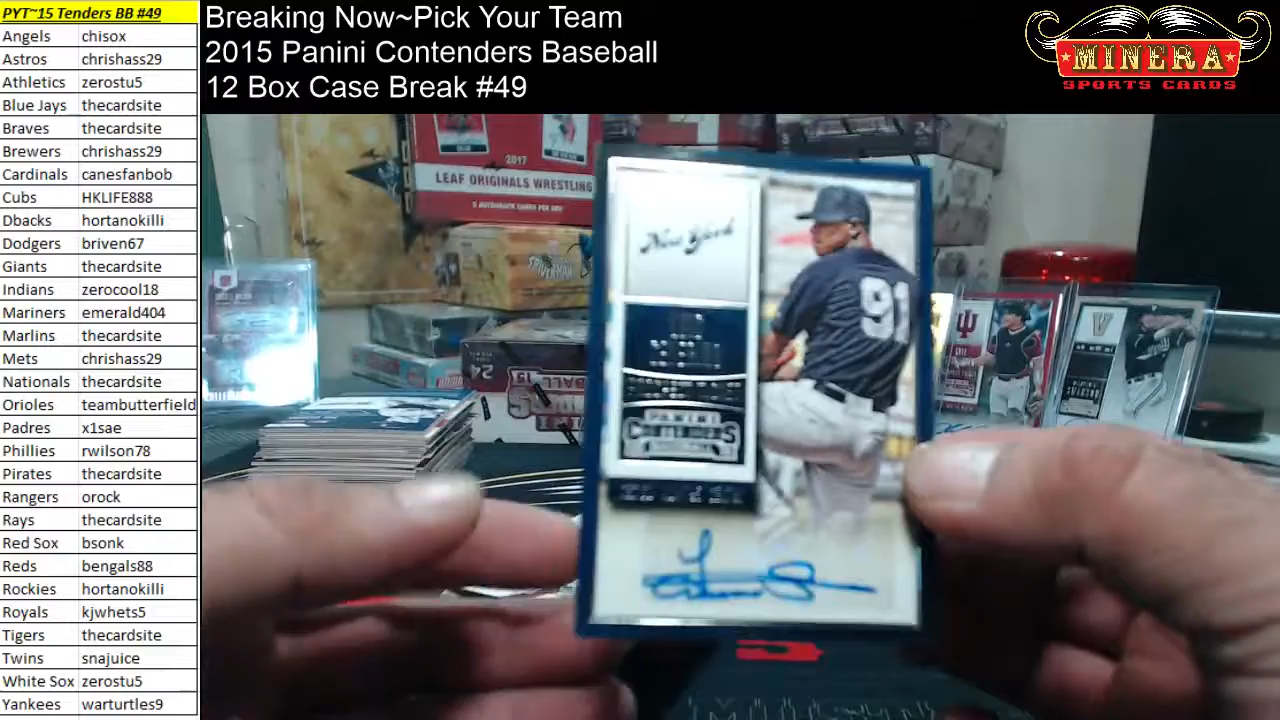 PYT~15 Tenders BB #49
Angels chisox
Astros chrishass29
Athletics zerostu5
Blue Jays thecardsite
Braves thecardsite
Brewers chrishass29
Cardinals canesfanbob
Cubs HKLIFE888
Dbacks hortanokilli
Dodgers briven67
Giants thecardsite
Indians zerocool18
Mariners emerald404
Marlins thecardsite
Mets chrishass29
Nationals thecardsite
Orioles teambutterfield
Padres x1sae
Phillies rwilson78
Pirates thecardsite
Rangers orock
Rays thecardsite
Red Sox bsonk
Reds bengals88
Rockies hortanokilli
Royals kjwhets5
Tigers thecardsite
Twins snajuice
White Sox zerostu5
Yankees warturtles9
Breaking Now~Pick Your Team
2015 Panini Contenders Baseball
12 Box Case Break #49
MINERA
SPORTS CARDS
2017
LEAF ORIGINALS WRESTLING
New York
91
PANINI
CONTENDERS
24
V